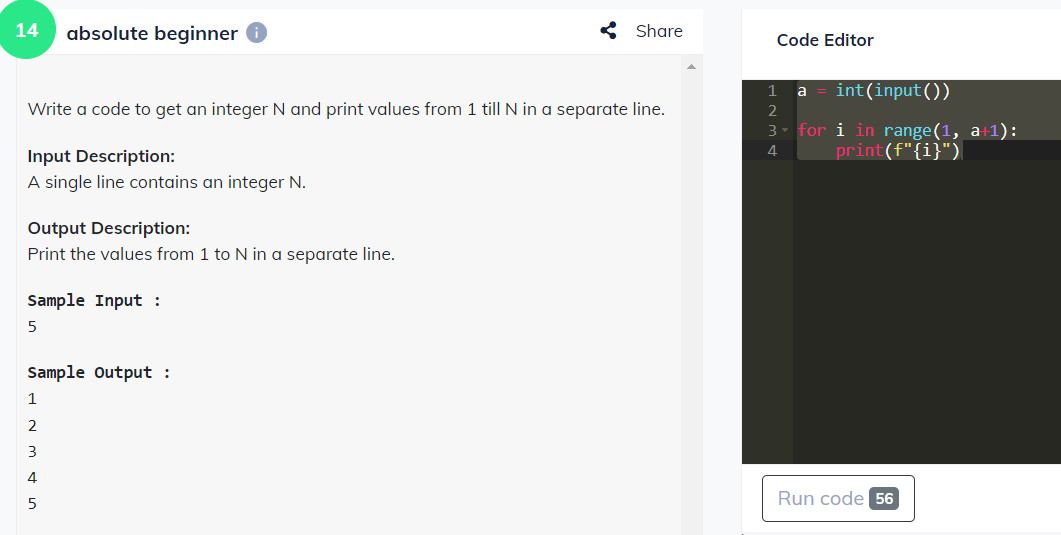 14
absolute beginner i
Share
Write a code to get an integer N and print values from 1 till N in a separate line.
Input Description:
A single line contains an integer N.
Output Description:
Print the values from 1 to N in a separate line.
Sample Input :
5
Sample Output :
1
2
3
4
5
Code Editor
1 a = int(input())
2
3 for i in range(1, a+1):
4     print(f"{i}")
Run code 56